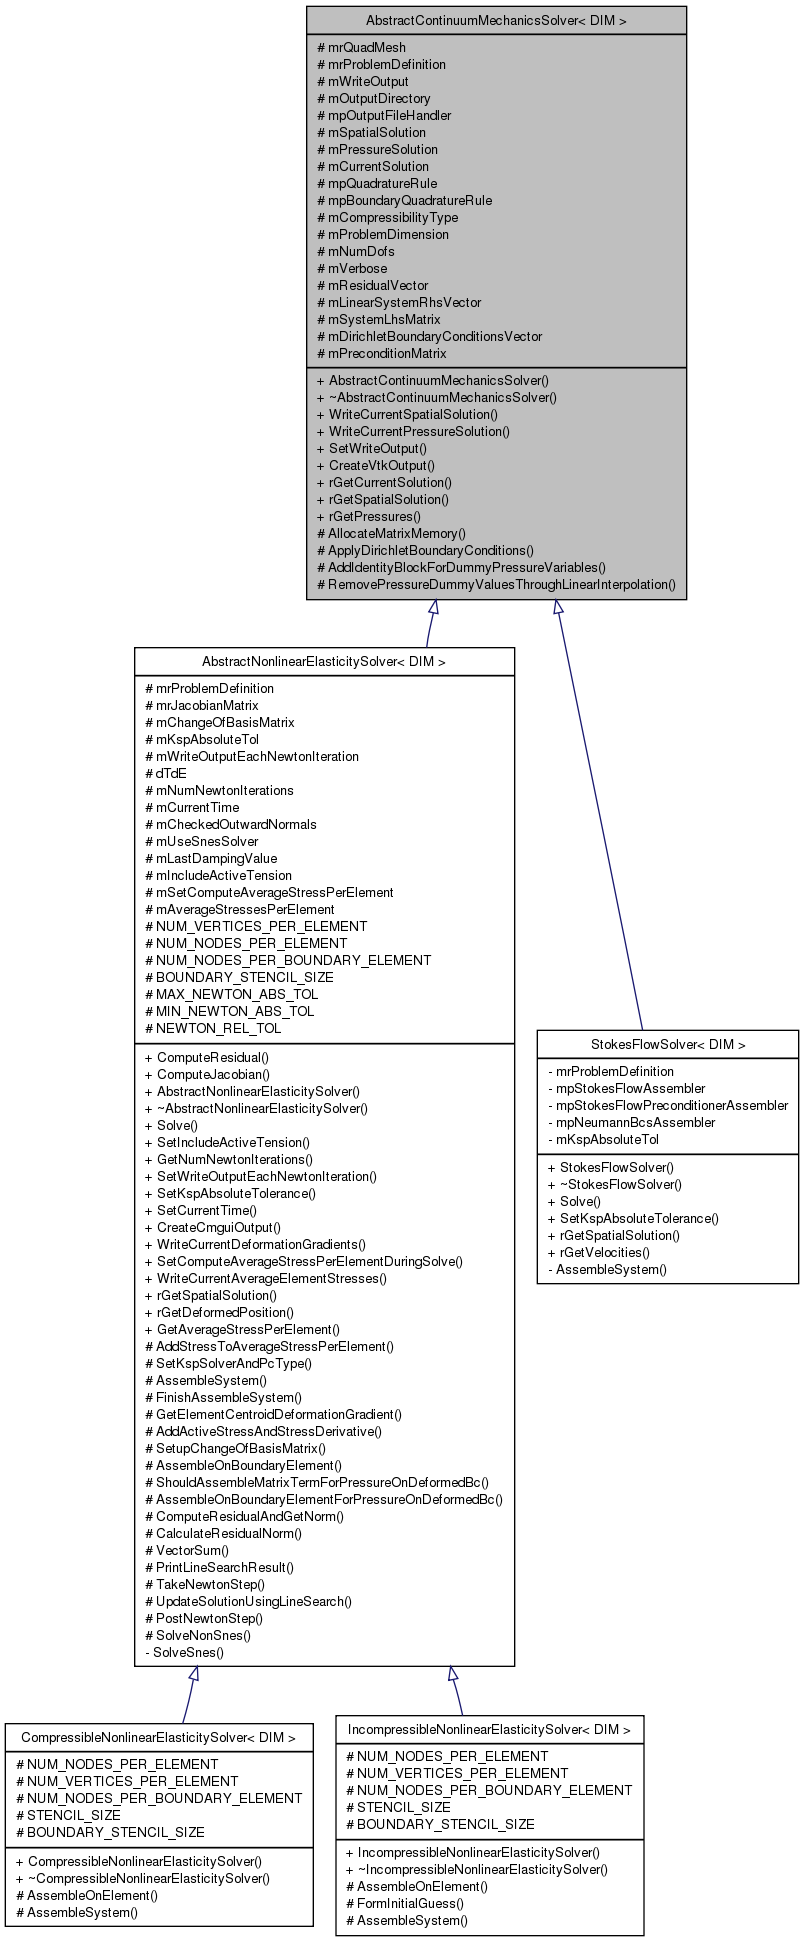 AbstractContinuumMechanicsSolver< DIM >
# mrQuadMesh
# mrProblemDefinition
# mWriteOutput
# mOutputDirectory
# mpOutputFileHandler
# mSpatialSolution
# mPressureSolution
# mCurrentSolution
# mpQuadratureRule
# mpBoundaryQuadratureRule
# mCompressibilityType
# mProblemDimension
# mNumDofs
# mVerbose
# mResidualVector
# mLinearSystemRhsVector
# mSystemLhsMatrix
# mDirichletBoundaryConditionsVector
# mPreconditionMatrix
+ AbstractContinuumMechanicsSolver()
+ ~AbstractContinuumMechanicsSolver()
+ WriteCurrentSpatialSolution()
+ WriteCurrentPressureSolution()
+ SetWriteOutput()
+ CreateVtkOutput()
+ rGetCurrentSolution()
+ rGetSpatialSolution()
+ rGetPressures()
# AllocateMatrixMemory()
# ApplyDirichletBoundaryConditions()
# AddIdentityBlockForDummyPressureVariables()
# RemovePressureDummyValuesThroughLinearInterpolation()
AbstractNonlinearElasticitySolver< DIM >
# mrProblemDefinition
# mrJacobianMatrix
# mChangeOfBasisMatrix
# mKspAbsoluteTol
# mWriteOutputEachNewtonIteration
# dTdE
# mNumNewtonIterations
# mCurrentTime
# mCheckedOutwardNormals
# mUseSnesSolver
# mLastDampingValue
# mIncludeActiveTension
# mSetComputeAverageStressPerElement
# mAverageStressesPerElement
# NUM_VERTICES_PER_ELEMENT
# NUM_NODES_PER_ELEMENT
# NUM_NODES_PER_BOUNDARY_ELEMENT
# BOUNDARY_STENCIL_SIZE
# MAX_NEWTON_ABS_TOL
# MIN_NEWTON_ABS_TOL
# NEWTON_REL_TOL
+ ComputeResidual()
+ ComputeJacobian()
+ AbstractNonlinearElasticitySolver()
+ ~AbstractNonlinearElasticitySolver()
+ Solve()
+ SetIncludeActiveTension()
+ GetNumNewtonIterations()
+ SetWriteOutputEachNewtonIteration()
+ SetKspAbsoluteTolerance()
+ SetCurrentTime()
+ CreateCmguiOutput()
+ WriteCurrentDeformationGradients()
+ SetComputeAverageStressPerElementDuringSolve()
+ WriteCurrentAverageElementStresses()
+ rGetSpatialSolution()
+ rGetDeformedPosition()
+ GetAverageStressPerElement()
# AddStressToAverageStressPerElement()
# SetKspSolverAndPcType()
# AssembleSystem()
# FinishAssembleSystem()
# GetElementCentroidDeformationGradient()
# AddActiveStressAndStressDerivative()
# SetupChangeOfBasisMatrix()
# AssembleOnBoundaryElement()
# ShouldAssembleMatrixTermForPressureOnDeformedBc()
# AssembleOnBoundaryElementForPressureOnDeformedBc()
# ComputeResidualAndGetNorm()
# CalculateResidualNorm()
# VectorSum()
# PrintLineSearchResult()
# TakeNewtonStep()
# UpdateSolutionUsingLineSearch()
# PostNewtonStep()
# SolveNonSnes()
- SolveSnes()
StokesFlowSolver< DIM >
- mrProblemDefinition
- mpStokesFlowAssembler
- mpStokesFlowPreconditionerAssembler
- mpNeumannBcsAssembler
- mKspAbsoluteTol
+ StokesFlowSolver()
+ ~StokesFlowSolver()
+ Solve()
+ SetKspAbsoluteTolerance()
+ rGetSpatialSolution()
+ rGetVelocities()
- AssembleSystem()
CompressibleNonlinearElasticitySolver< DIM >
# NUM_NODES_PER_ELEMENT
# NUM_VERTICES_PER_ELEMENT
# NUM_NODES_PER_BOUNDARY_ELEMENT
# STENCIL_SIZE
# BOUNDARY_STENCIL_SIZE
+ CompressibleNonlinearElasticitySolver()
+ ~CompressibleNonlinearElasticitySolver()
# AssembleOnElement()
# AssembleSystem()
IncompressibleNonlinearElasticitySolver< DIM >
# NUM_NODES_PER_ELEMENT
# NUM_VERTICES_PER_ELEMENT
# NUM_NODES_PER_BOUNDARY_ELEMENT
# STENCIL_SIZE
# BOUNDARY_STENCIL_SIZE
+ IncompressibleNonlinearElasticitySolver()
+ ~IncompressibleNonlinearElasticitySolver()
# AssembleOnElement()
# FormInitialGuess()
# AssembleSystem()